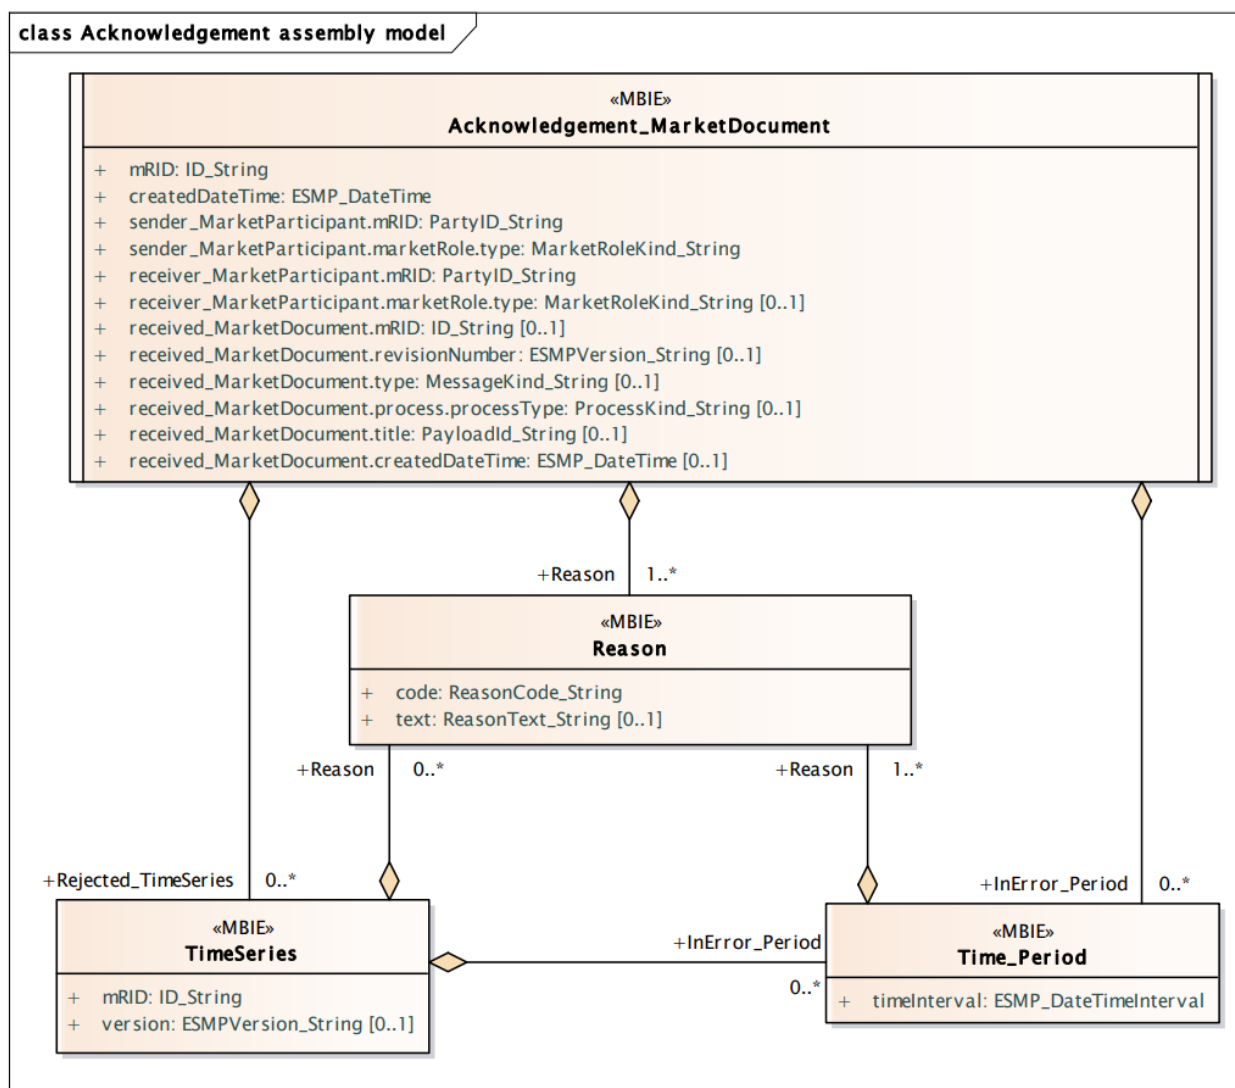 class Acknowledgement assembly model
«MBIE»
Acknowledgement_MarketDocument
+ mRID: ID_String
+ createdDateTime: ESMP_DateTime
+ sender_MarketParticipant.mRID: PartyID_String
+ sender_MarketParticipant.marketRole.type: MarketRoleKind_String
+ receiver_MarketParticipant.mRID: PartyID_String
+ receiver_MarketParticipant.marketRole.type: MarketRoleKind_String [0..1]
+ received_MarketDocument.mRID: ID_String [0..1]
+ received_MarketDocument.revisionNumber: ESMPVersion_String [0..1]
+ received_MarketDocument.type: MessageKind_String [0..1]
+ received_MarketDocument.process.processType: ProcessKind_String [0..1]
+ received_MarketDocument.title: PayloadId_String [0..1]
+ received_MarketDocument.createdDateTime: ESMP_DateTime [0..1]
+Reason 1..*
«MBIE»
Reason
+ code: ReasonCode_String
+ text: ReasonText_String [0..1]
+Reason 0..*
+Reason 1..*
+Rejected_TimeSeries 0..*
+InError_Period 0..*
«MBIE»
TimeSeries
+ mRID: ID_String
+ version: ESMPVersion_String [0..1]
+InError_Period
0..*
«MBIE»
Time_Period
+ timeInterval: ESMP_DateTimeInterval